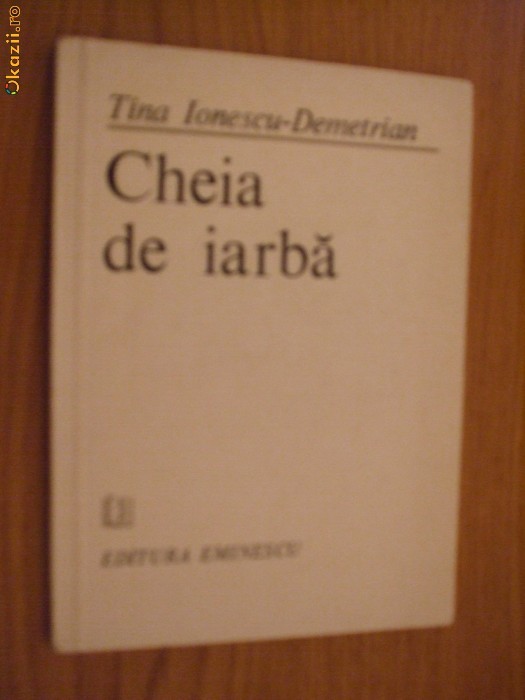 Okazii.ro
Tina Ionescu-Demetrian
Cheia
de iarbă
EDITURA EMINESCU